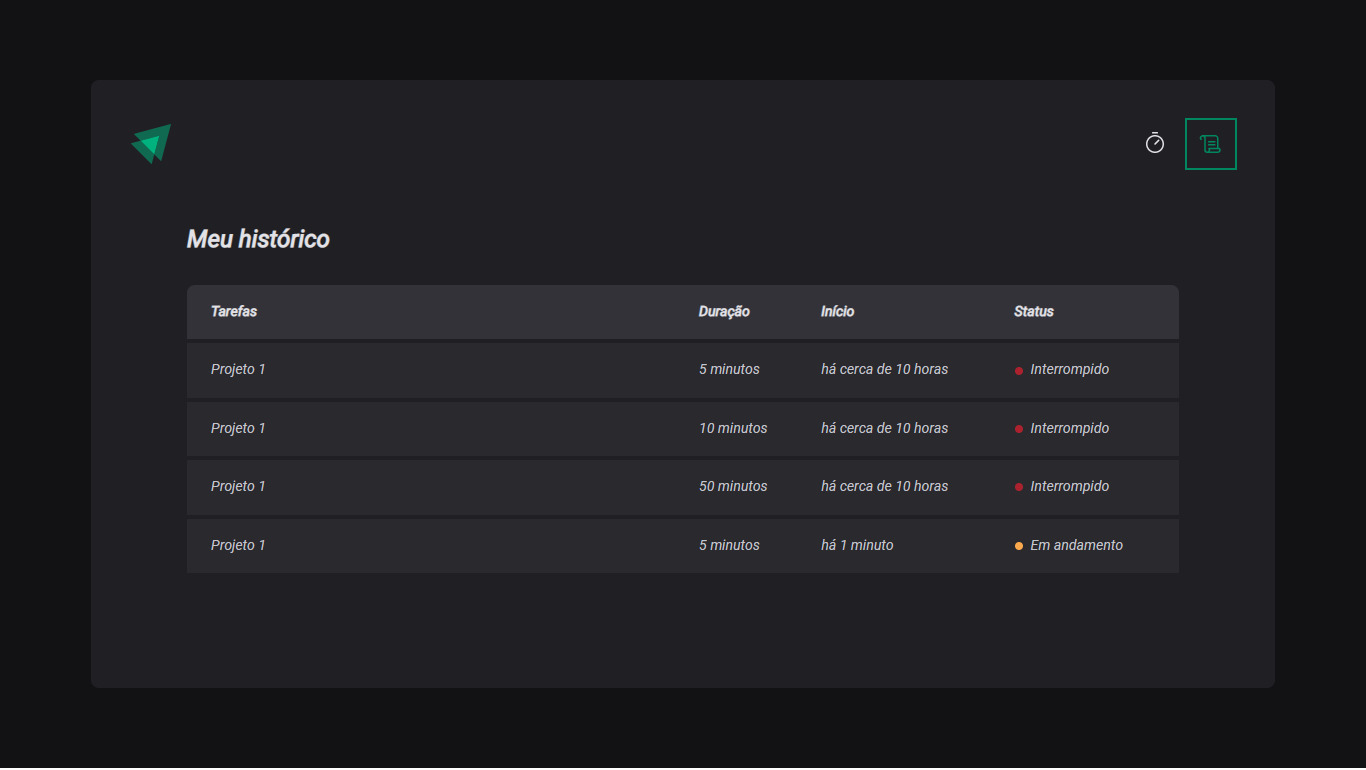 Meu histórico
Tarefas Duração Início Status
Projeto 1 5 minutos há cerca de 10 horas Interrompido
Projeto 1 10 minutos há cerca de 10 horas Interrompido
Projeto 1 50 minutos há cerca de 10 horas Interrompido
Projeto 1 5 minutos há 1 minuto Em andamento